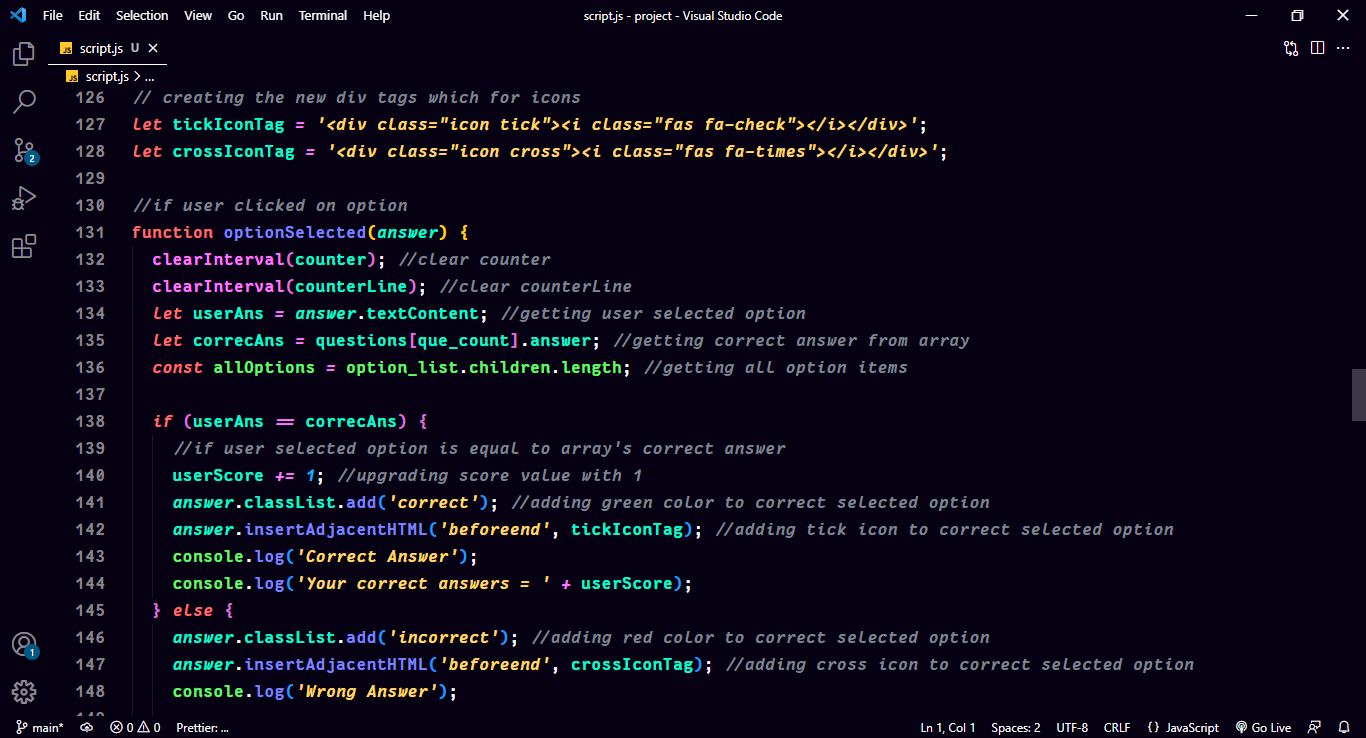 File Edit Selection View Go Run Terminal Help script.js - project - Visual Studio Code
JS script.js U
JS script.js > ...
126 // creating the new div tags which for icons
127 let tickIconTag = '<div class="icon tick"><i class="fas fa-check"></i></div>';
128 let crossIconTag = '<div class="icon cross"><i class="fas fa-times"></i></div>';
129
130 //if user clicked on option
131 function optionSelected(answer) {
132 clearInterval(counter); //clear counter
133 clearInterval(counterLine); //clear counterLine
134 let userAns = answer.textContent; //getting user selected option
135 let correcAns = questions[que_count].answer; //getting correct answer from array
136 const allOptions = option_list.children.length; //getting all option items
137
138 if (userAns == correcAns) {
139 //if user selected option is equal to array's correct answer
140 userScore += 1; //upgrading score value with 1
141 answer.classList.add('correct'); //adding green color to correct selected option
142 answer.insertAdjacentHTML('beforeend', tickIconTag); //adding tick icon to correct selected option
143 console.log('Correct Answer');
144 console.log('Your correct answers = ' + userScore);
145 } else {
146 answer.classList.add('incorrect'); //adding red color to correct selected option
147 answer.insertAdjacentHTML('beforeend', crossIconTag); //adding cross icon to correct selected option
148 console.log('Wrong Answer');
2
1
main* 0 0 Prettier: ... Ln 1, Col 1 Spaces: 2 UTF-8 CRLF {} JavaScript Go Live